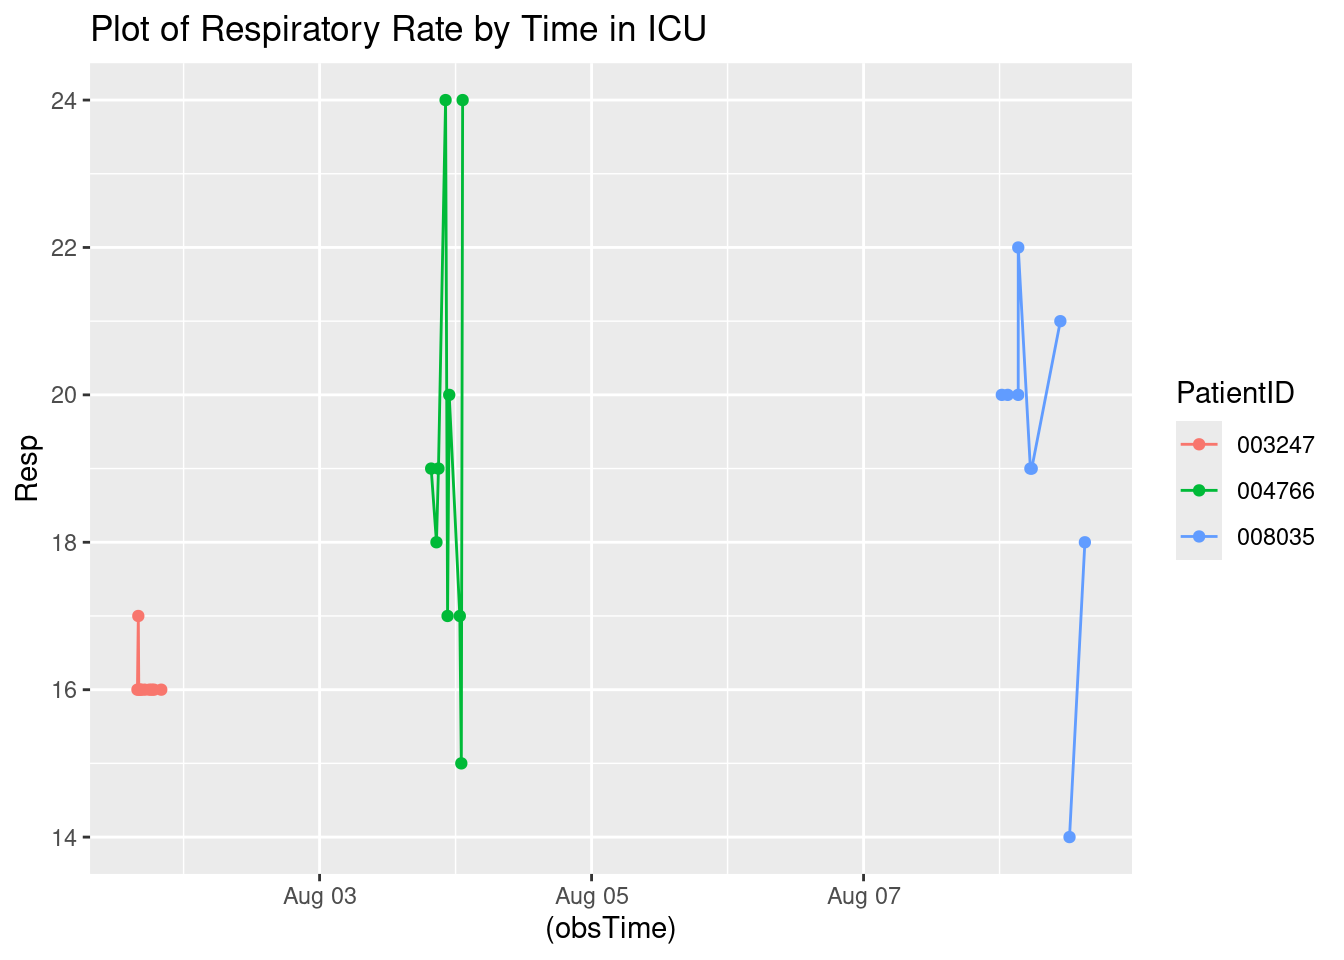 Plot of Respiratory Rate by Time in ICU
24
22
20
18
16
14
Resp
Aug 03
Aug 05
Aug 07
(obsTime)
PatientID
003247
004766
008035